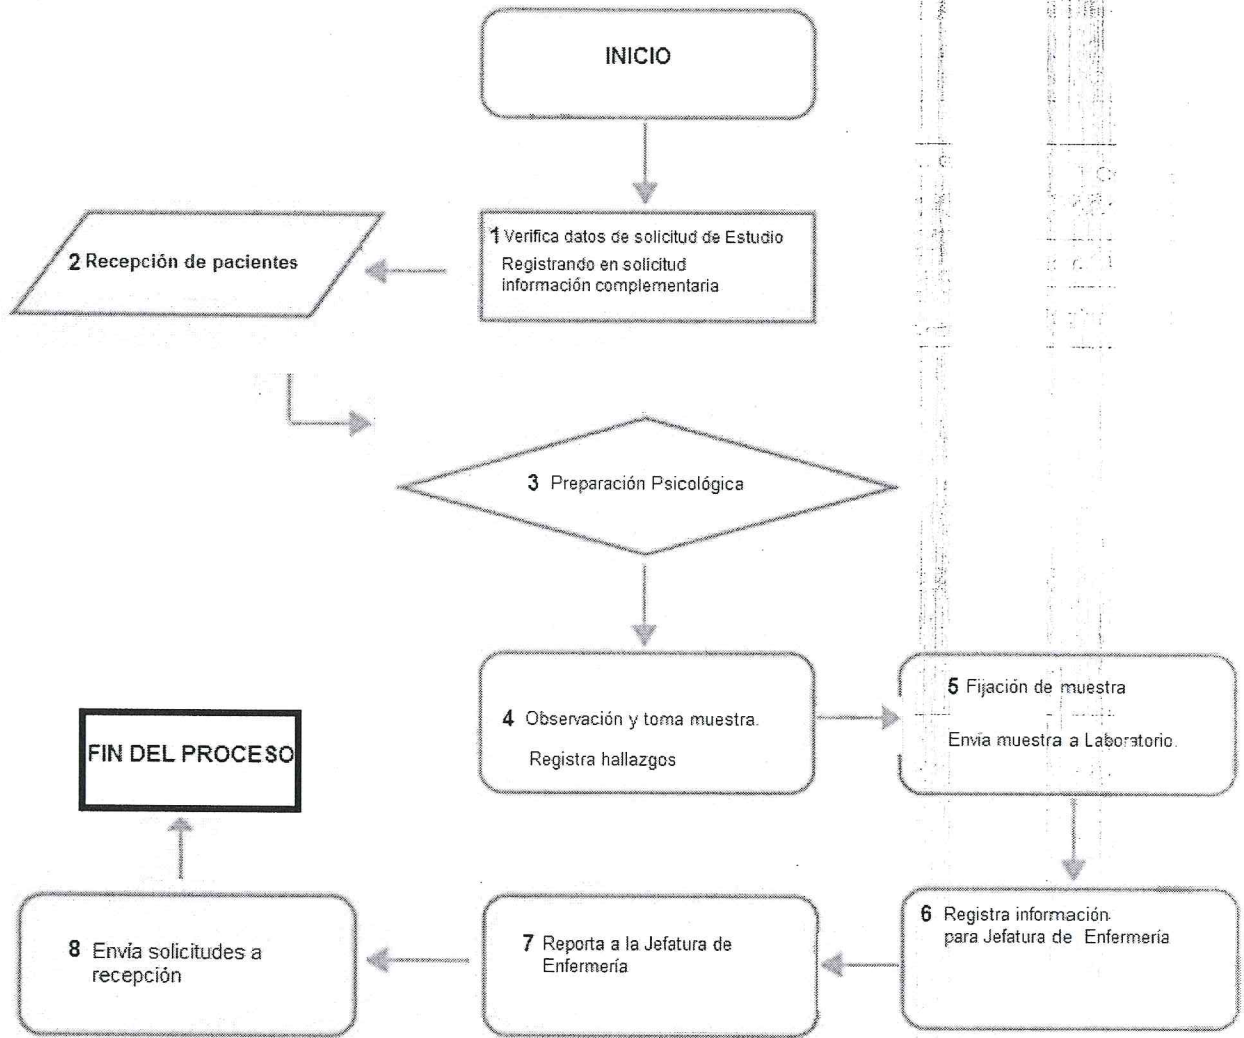 INICIO
1 Verifica datos de solicitud de Estudio
Registrando en solicitud
información complementaria
2 Recepción de pacientes
3 Preparación Psicológica
4 Observación y toma muestra.
Registra hallazgos
5 Fijación de muestra
Envía muestra a Laboratorio.
6 Registra información
para Jefatura de Enfermería
7 Reporta a la Jefatura de
Enfermería
8 Envía solicitudes a
recepción
FIN DEL PROCESO